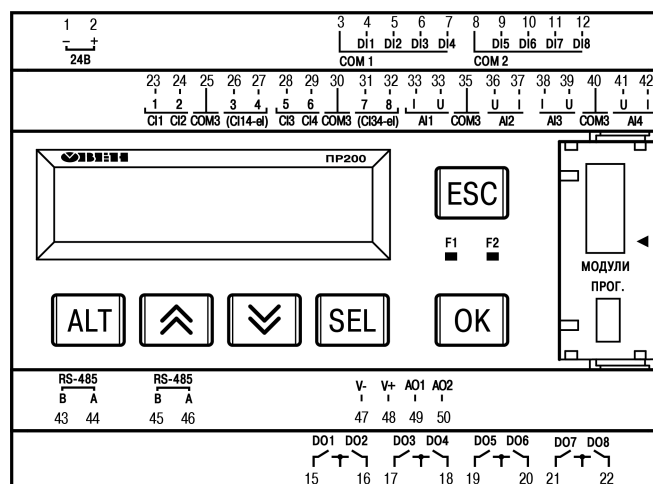 1 2
– +
24В
3 4 5 6 7 8 9 10 11 12
DI1 DI2 DI3 DI4 DI5 DI6 DI7 DI8
COM 1 COM 2
23 24 25 26 27 28 29 30 31 32 33 33 35 36 37 38 39 40 41 42
1 2 3 4 5 6 7 8 I U U I I U U I
CI1 CI2 COM3 (CI14-el) CI3 CI4 COM3 (CI34-el) AI1 COM3 AI2 AI3 COM3 AI4
ОВЕН ПР200
ESC
F1 F2
МОДУЛИ
ПРОГ.
ALT SEL OK
RS-485 RS-485
B A B A
43 44 45 46
V- V+ AO1 AO2
47 48 49 50
DO1 DO2 DO3 DO4 DO5 DO6 DO7 DO8
15 16 17 18 19 20 21 22